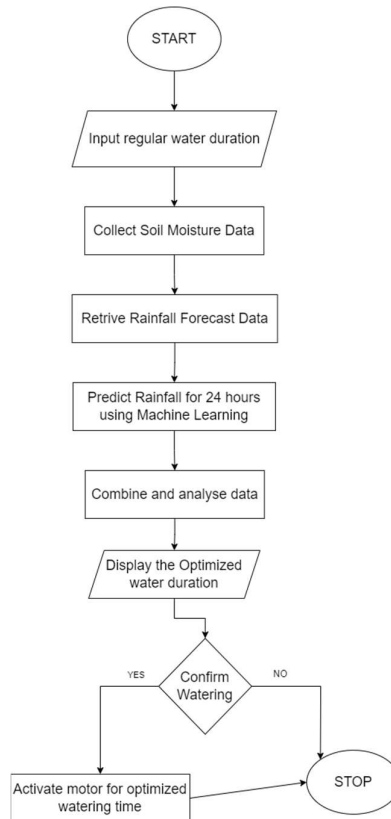 START
Input regular water duration
Collect Soil Moisture Data
Retrive Rainfall Forecast Data
Predict Rainfall for 24 hours
using Machine Learning
Combine and analyse data
Display the Optimized
water duration
Confirm
Watering
YES
NO
Activate motor for optimized
watering time
STOP